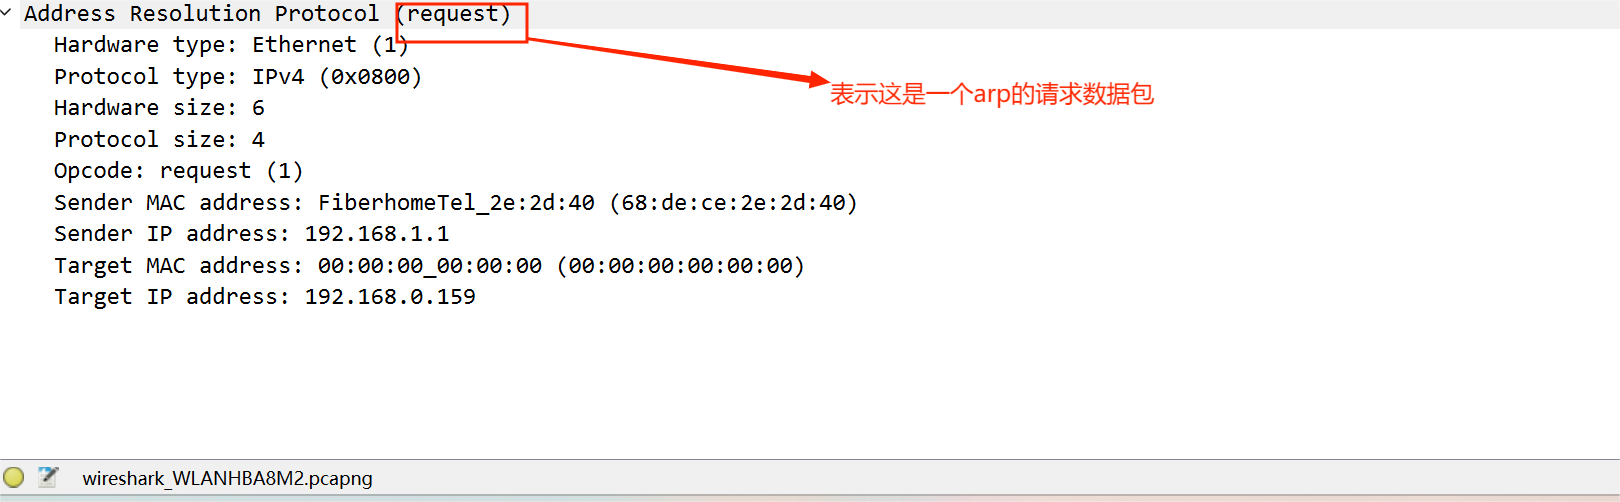 Address Resolution Protocol (request)
Hardware type: Ethernet (1)
Protocol type: IPv4 (0x0800)
表示这是一个arp的请求数据包
Hardware size: 6
Protocol size: 4
Opcode: request (1)
Sender MAC address: FiberhomeTel_2e:2d:40 (68:de:ce:2e:2d:40)
Sender IP address: 192.168.1.1
Target MAC address: 00:00:00_00:00:00 (00:00:00:00:00:00)
Target IP address: 192.168.0.159
wireshark_WLANHBA8M2.pcapng